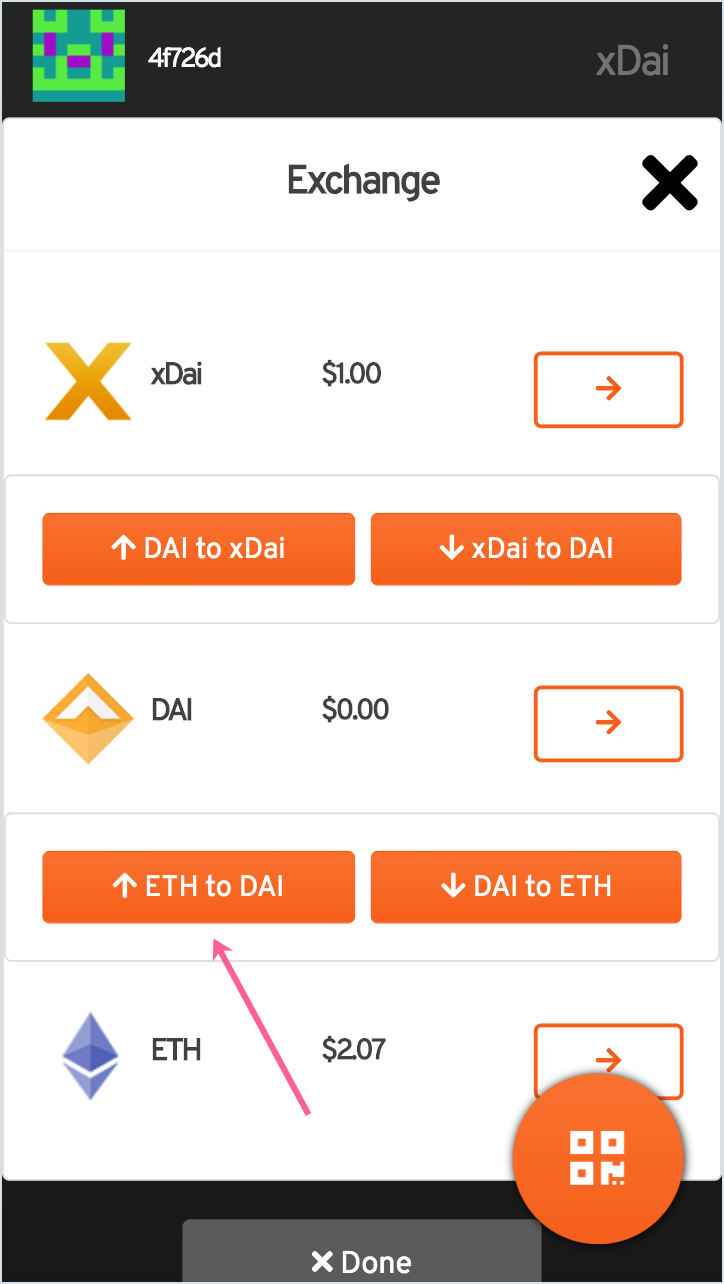 4f726d
xDai
Exchange
xDai $1.00
DAI to xDai
xDai to DAI
DAI $0.00
ETH to DAI
DAI to ETH
ETH $2.07
Done